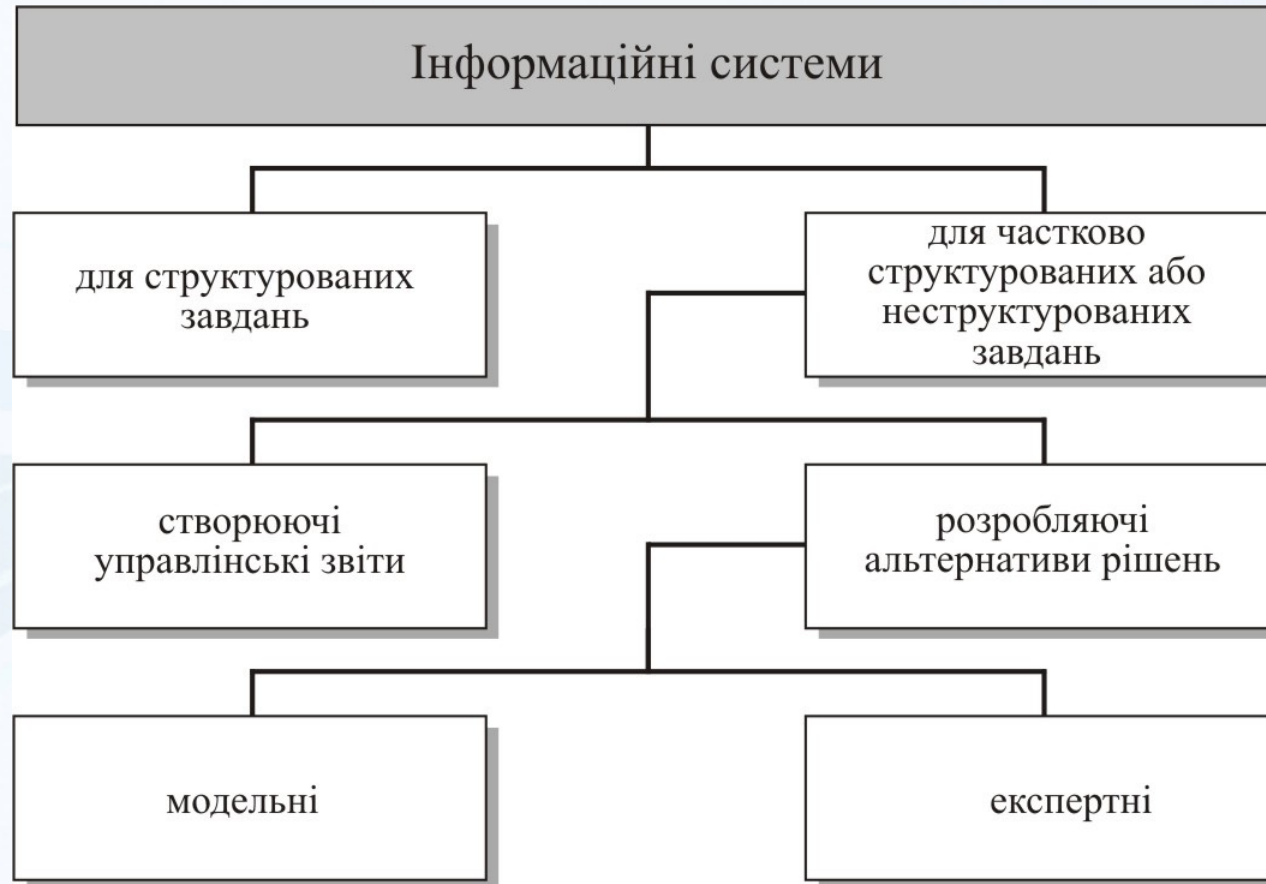 Інформаційні системи
для структурованих
завдань
для частково
структурованих або
неструктурованих
завдань
створюючі
управлінські звіти
розробляючі
альтернативи рішень
модельні
експертні